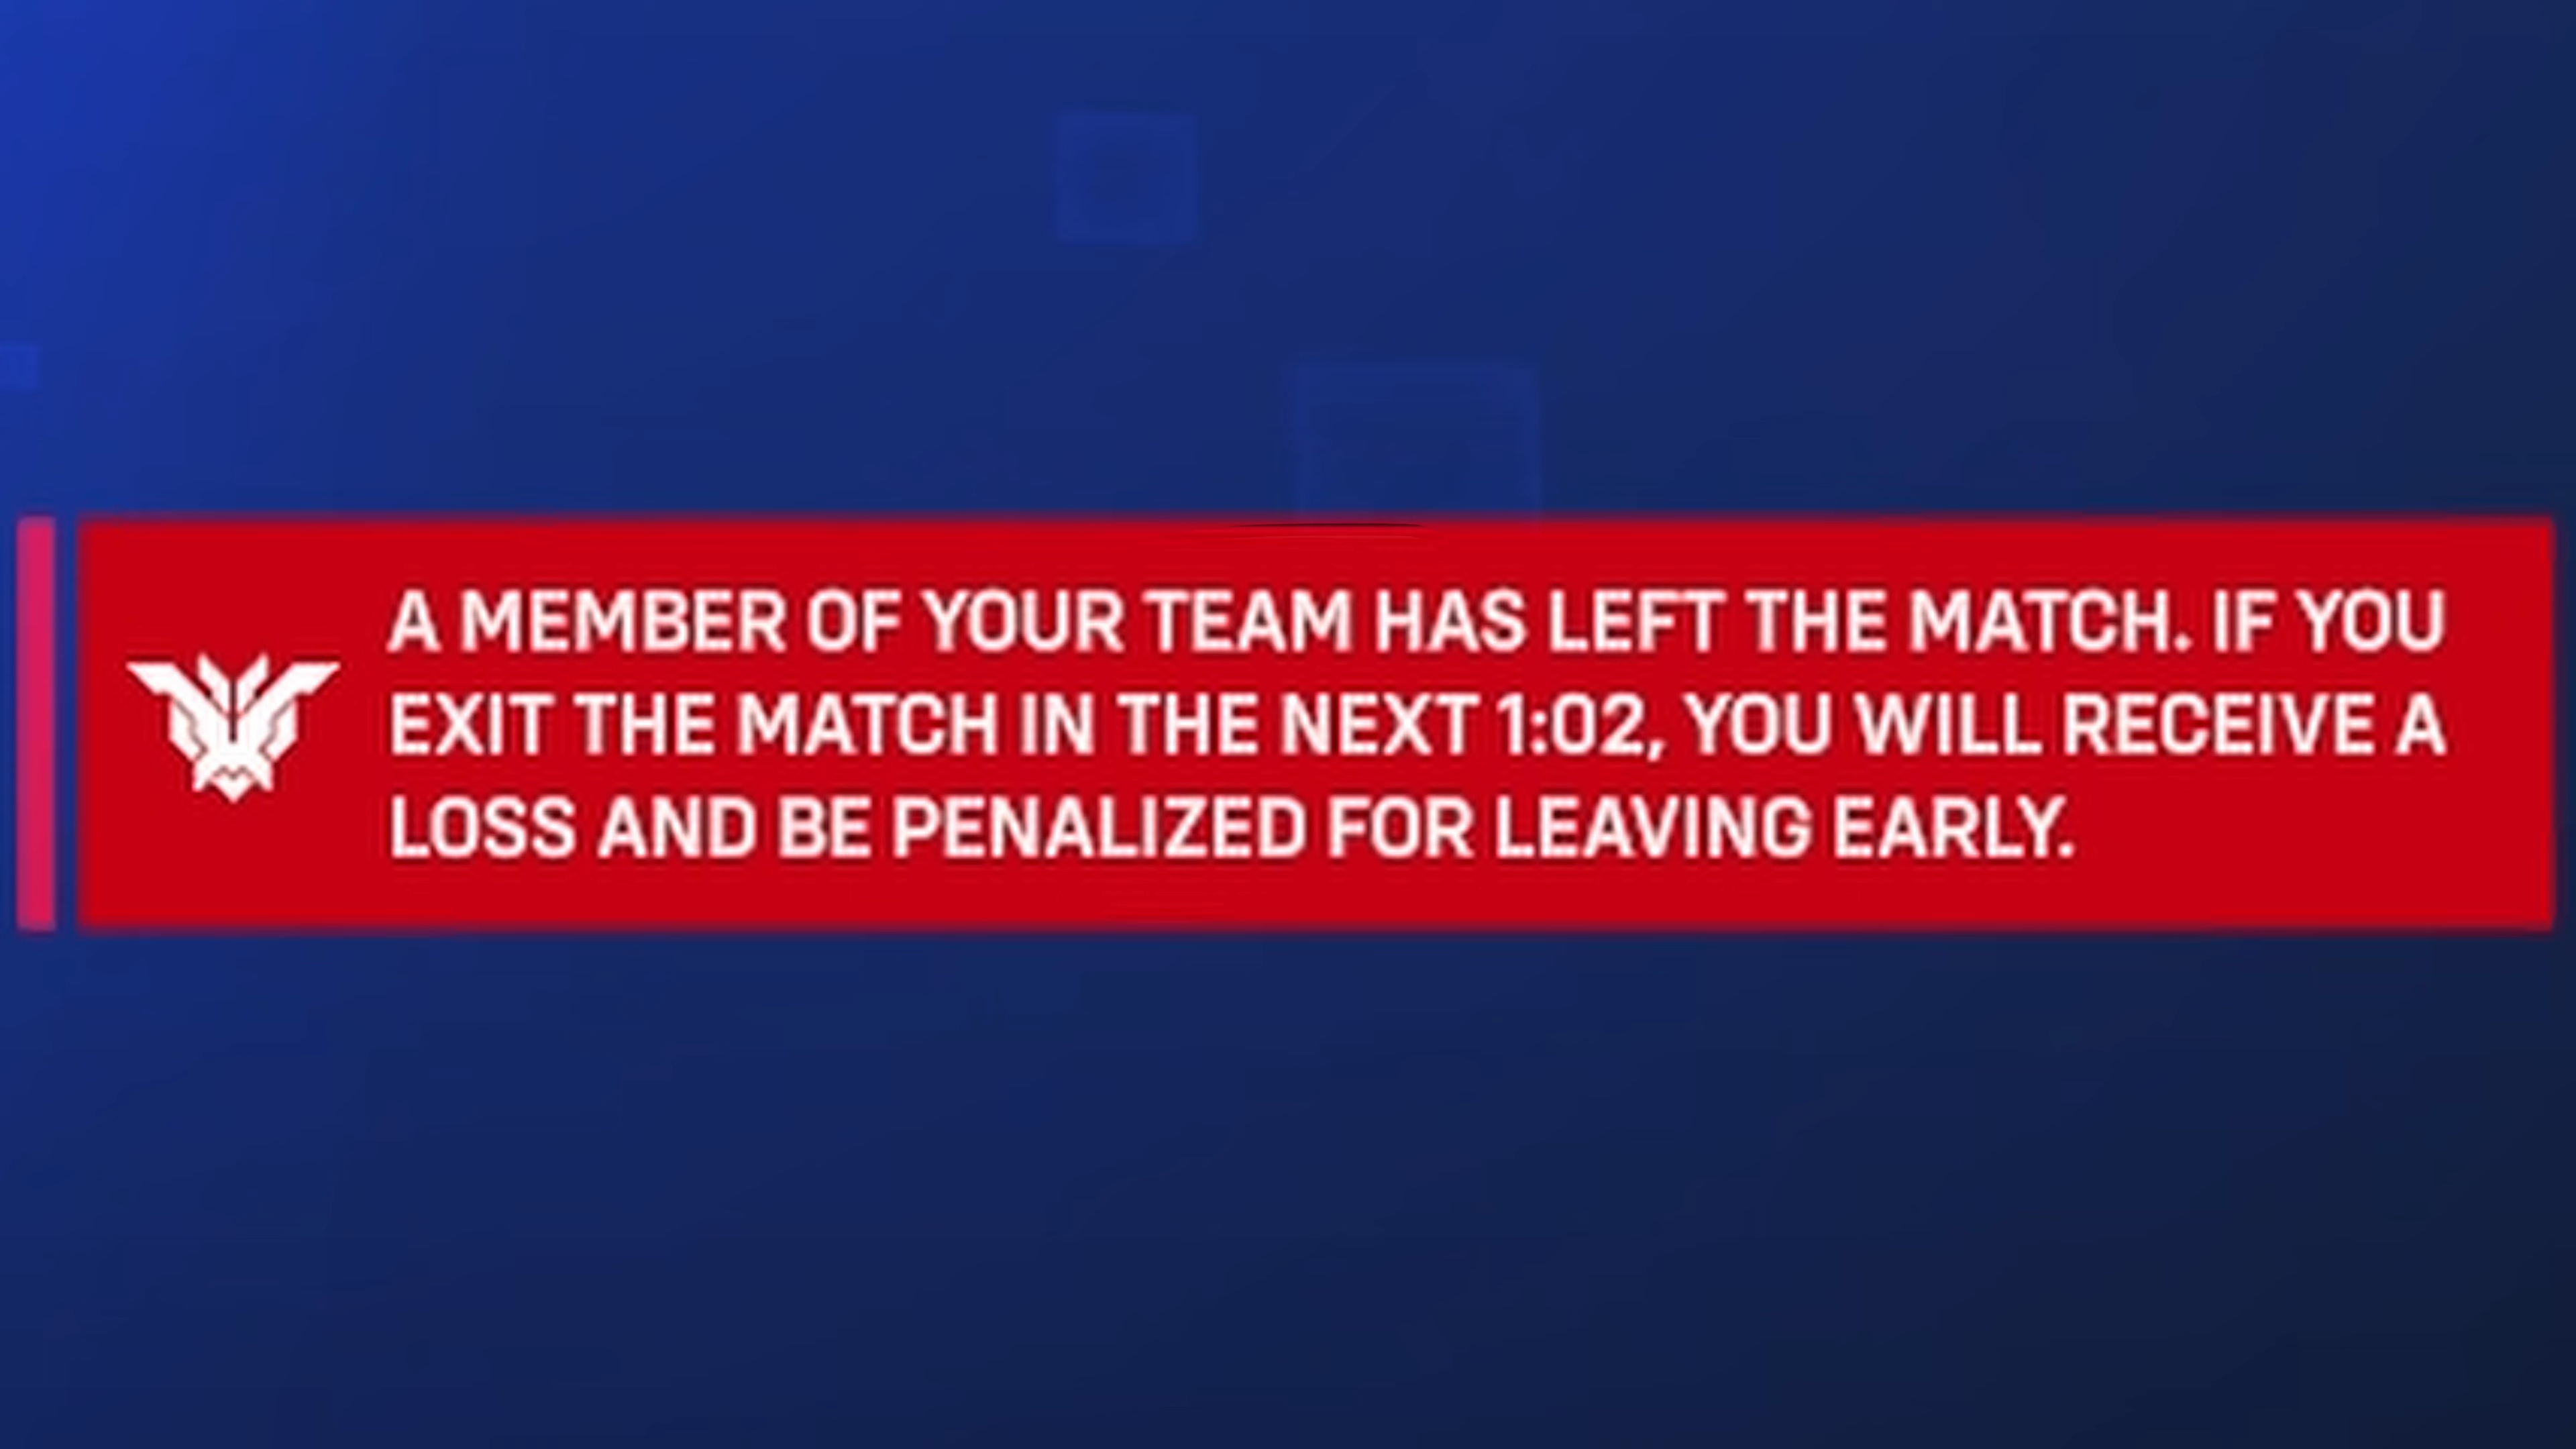 A MEMBER OF YOUR TEAM HAS LEFT THE MATCH. IF YOU
EXIT THE MATCH IN THE NEXT 1:02, YOU WILL RECEIVE A
LOSS AND BE PENALIZED FOR LEAVING EARLY.